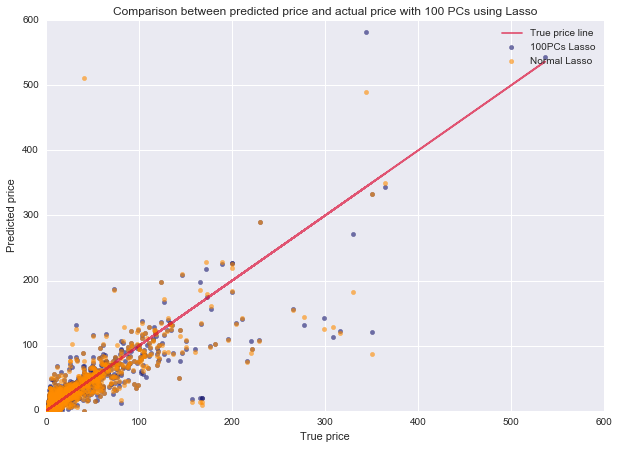 Comparison between predicted price and actual price with 100 PCs using Lasso
600
500
400
300
200
100
0
Predicted price
True price line
100PCs Lasso
Normal Lasso
0 100 200 300 400 500 600
True price